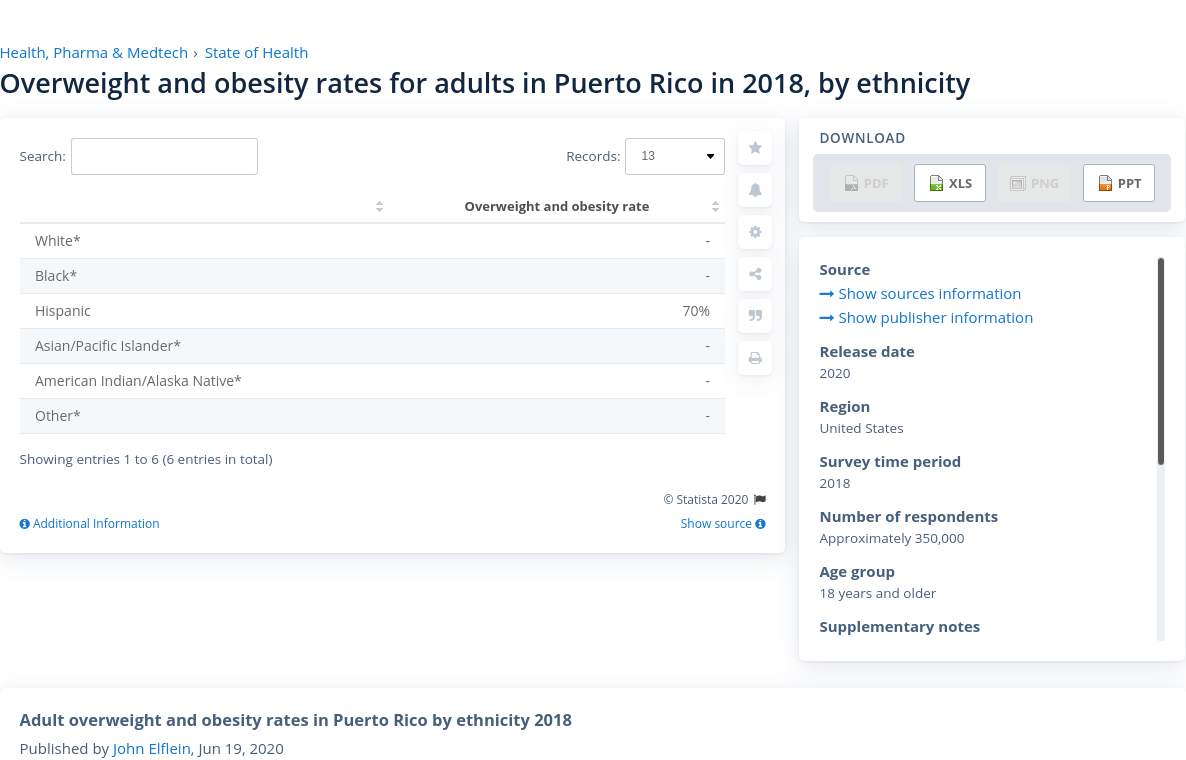 Health, Pharma & Medtech › State of Health
Overweight and obesity rates for adults in Puerto Rico in 2018, by ethnicity
Search:
Records: 13
Overweight and obesity rate
White* -
Black* -
Hispanic 70%
Asian/Pacific Islander* -
American Indian/Alaska Native* -
Other* -
Showing entries 1 to 6 (6 entries in total)
© Statista 2020
Additional Information
Show source
DOWNLOAD
PDF XLS PNG PPT
Source
Show sources information
Show publisher information
Release date
2020
Region
United States
Survey time period
2018
Number of respondents
Approximately 350,000
Age group
18 years and older
Supplementary notes
Adult overweight and obesity rates in Puerto Rico by ethnicity 2018
Published by John Elflein, Jun 19, 2020